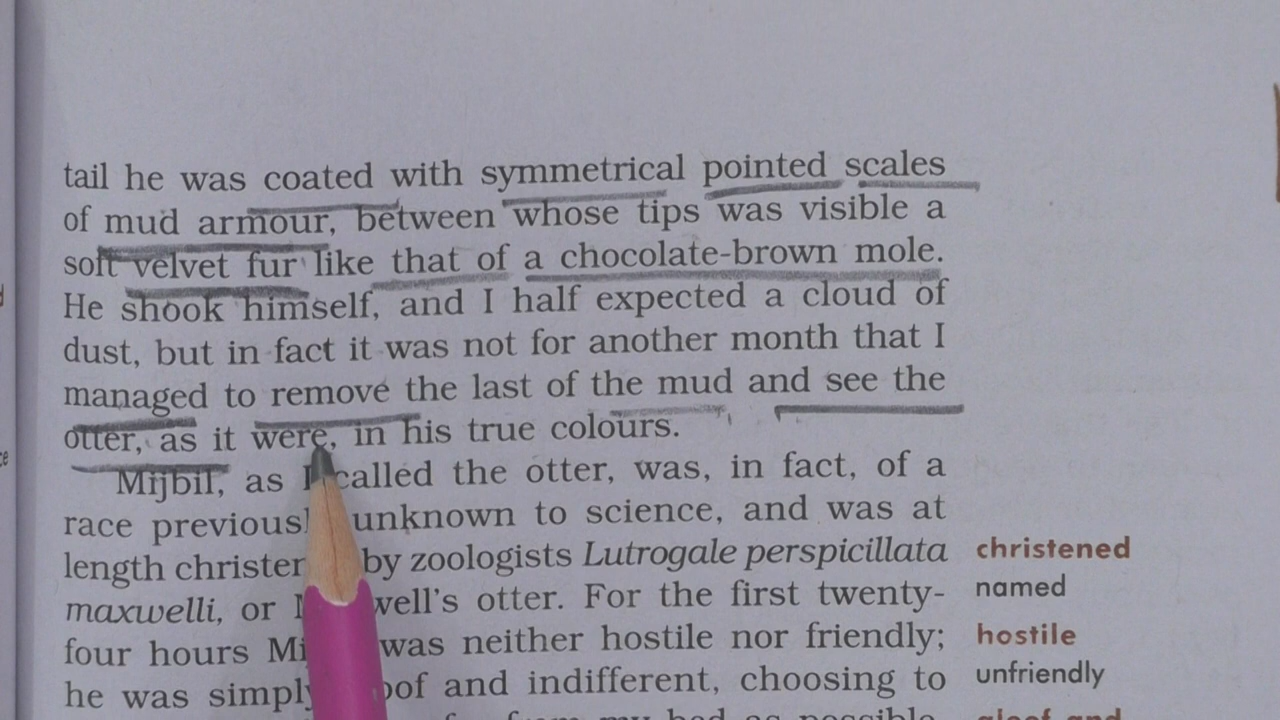 tail he was coated with symmetrical pointed scales
of mud armour, between whose tips was visible a
soft velvet fur like that of a chocolate-brown mole.
He shook himself, and I half expected a cloud of
dust, but in fact it was not for another month that I
managed to remove the last of the mud and see the
otter, as it were, in his true colours.
Mijbil, as I called the otter, was, in fact, of a
race unknown to science, and was at
length by zoologists Lutrogale perspicillata
maxwelli, or otter. For the first twenty-
four hours was neither hostile nor friendly;
he was simply and indifferent, choosing to
my bed as possible
christened
named
hostile
unfriendly
aloof and